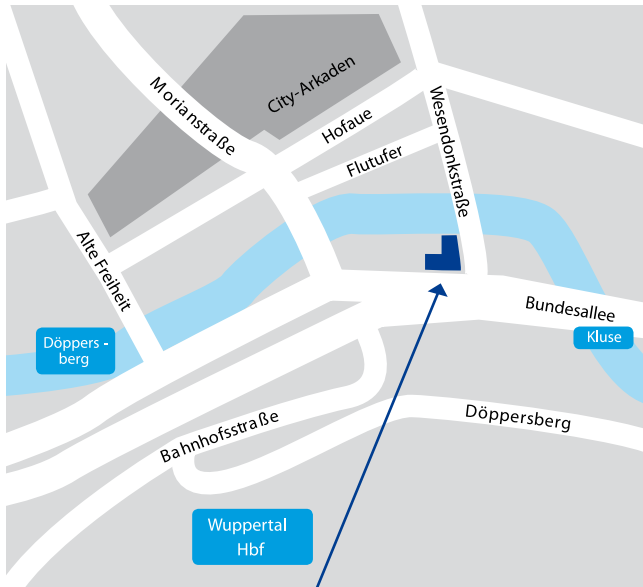 City-Arkaden
Morianstraße
Hofaue
Wesendonkstraße
Flutufer
Alte Freiheit
Bundesallee
Döppers -
berg
Kluse
Bahnhofsstraße
Döppersberg
Wuppertal
Hbf